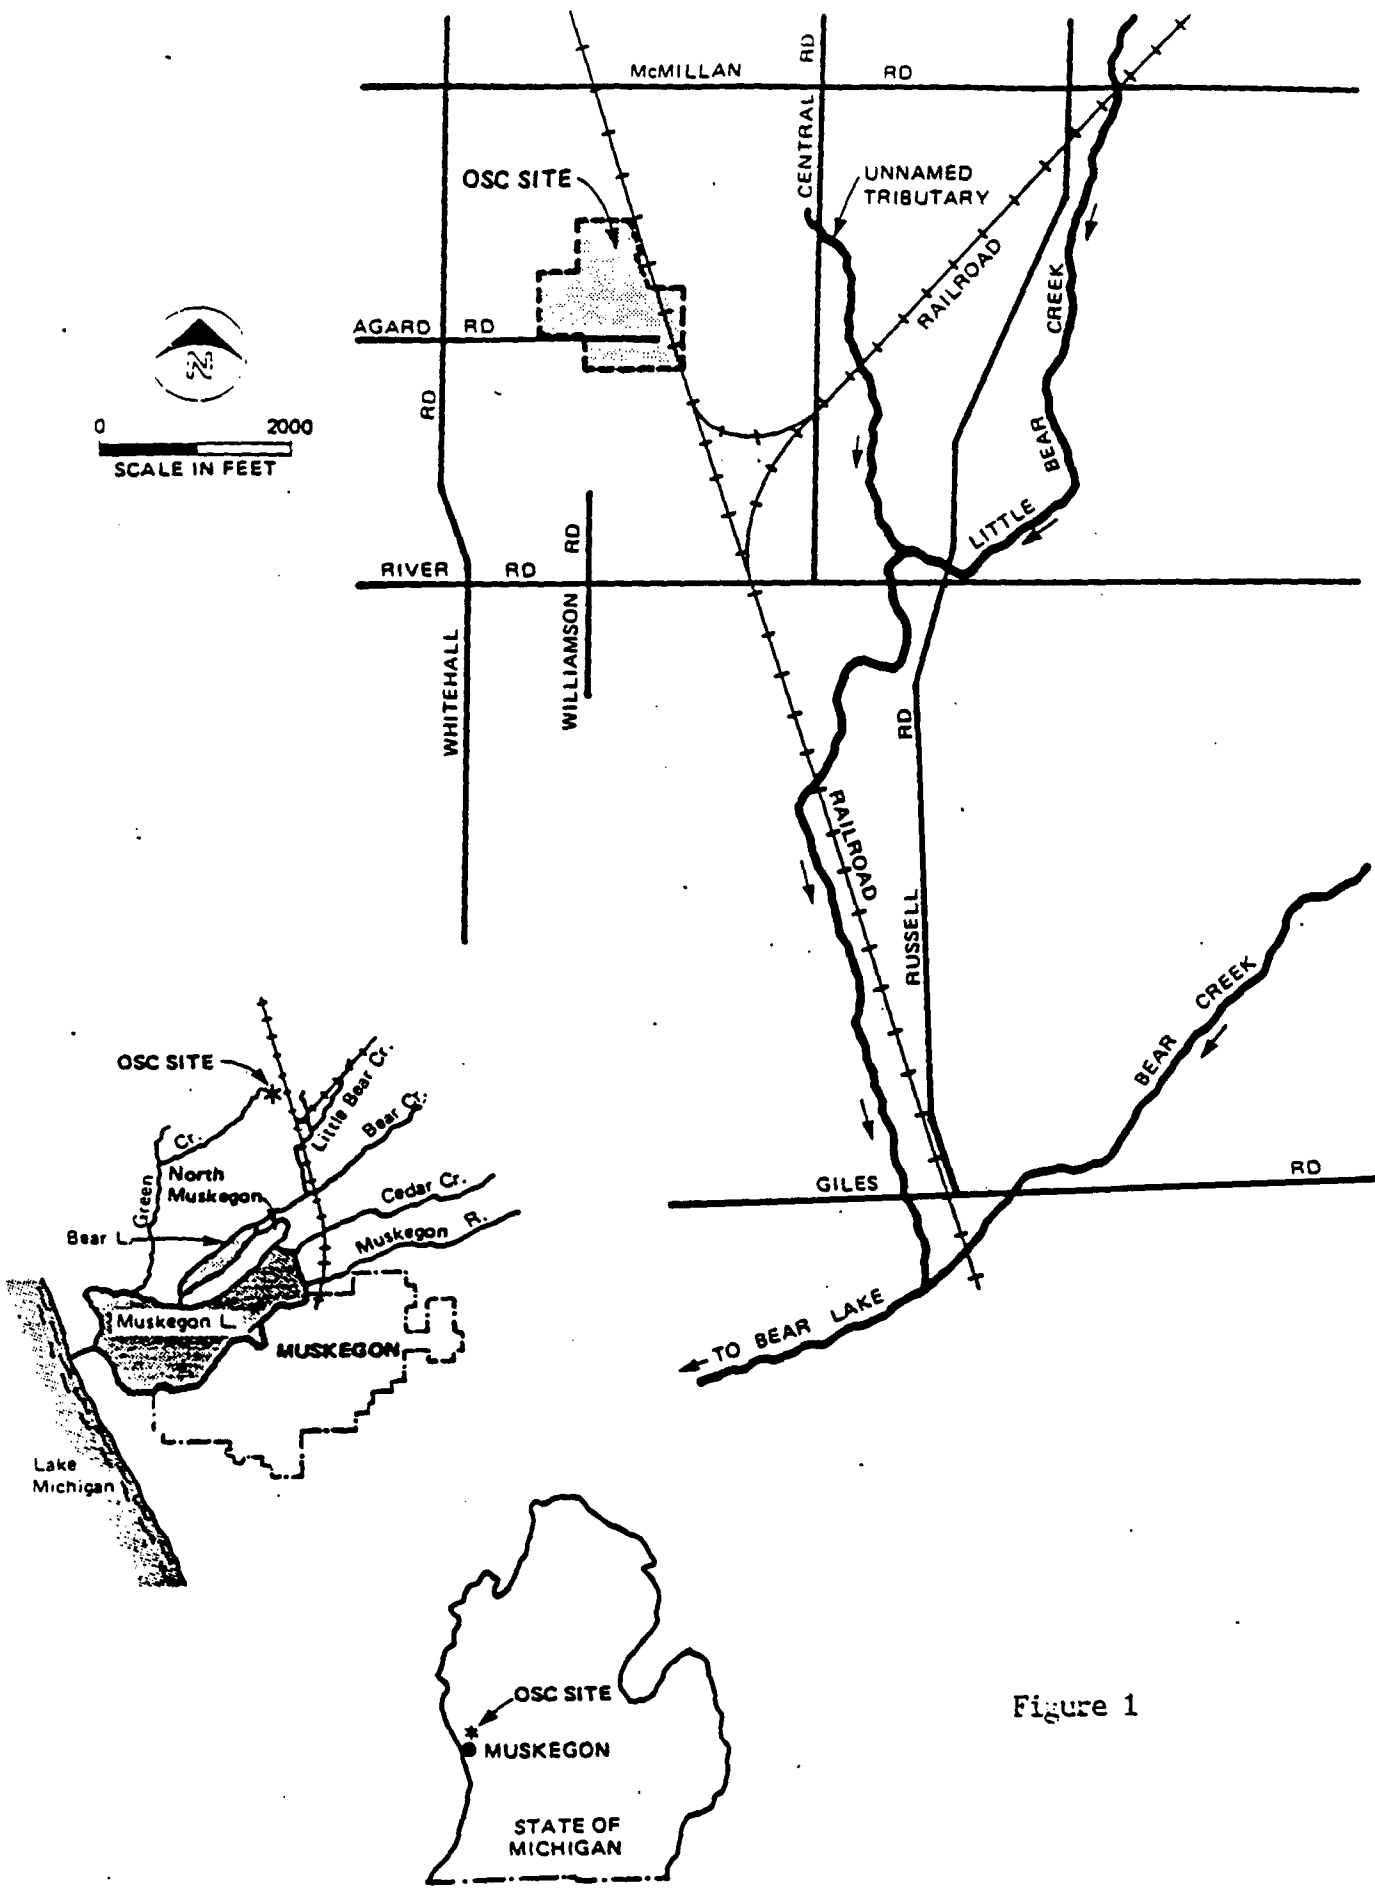 McMILLAN RD
CENTRAL RD
OSC SITE
UNNAMED
TRIBUTARY
RAILROAD
CREEK
AGARD RD
N
RD
0 2000
SCALE IN FEET
BEAR
LITTLE
RIVER RD
WILLIAMSON RD
WHITEHALL
RD
RAILROAD
RUSSELL
BEAR CREEK
GILES RD
TO BEAR LAKE
OSC SITE
Little Bear Cr.
Bear Cr.
Green Cr.
North
Muskegon
Cedar Cr.
Muskegon R.
Bear L.
Muskegon L.
MUSKEGON
Lake
Michigan
OSC SITE
MUSKEGON
STATE OF
MICHIGAN
Figure 1